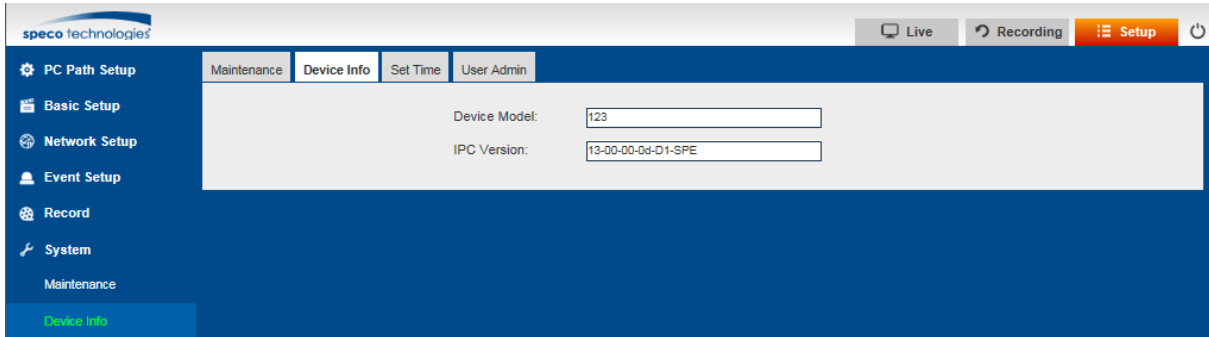 speco technologies
Live
Recording
Setup
PC Path Setup
Basic Setup
Network Setup
Event Setup
Record
System
Maintenance
Device Info
Maintenance Device Info Set Time User Admin
Device Model: 123
IPC Version: 13-00-00-0d-D1-SPE